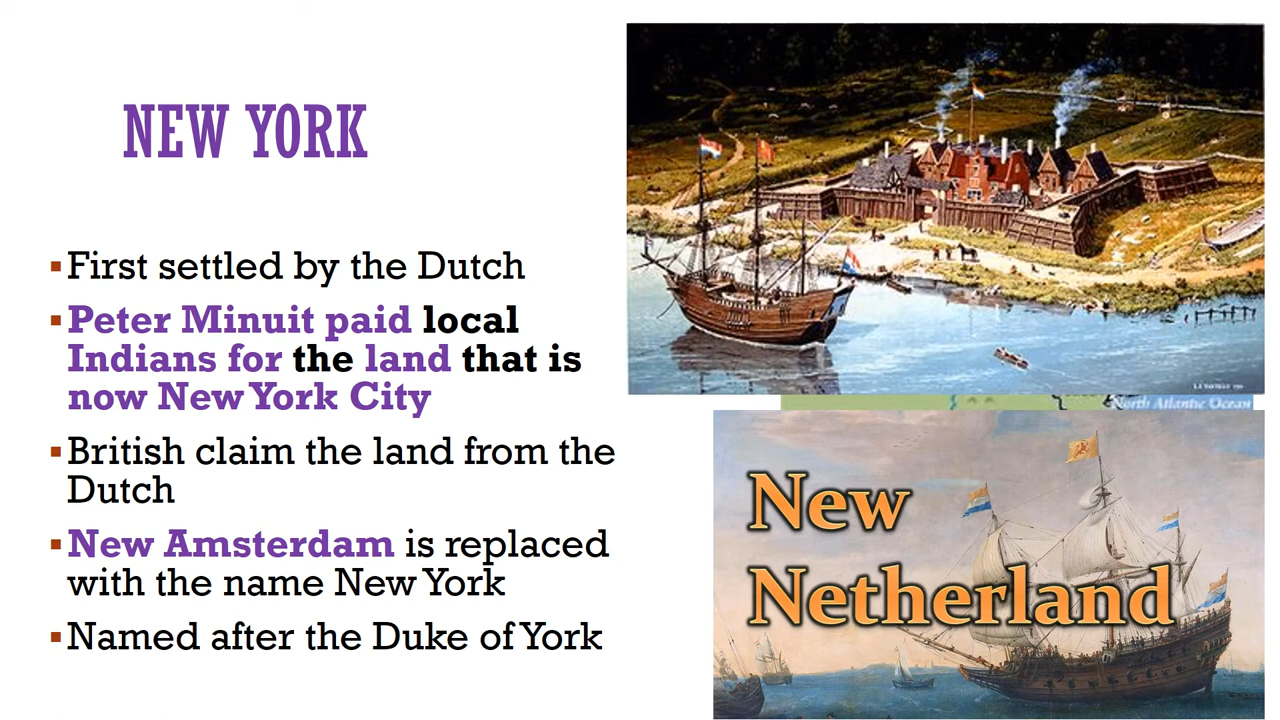 NEW YORK
▪First settled by the Dutch
▪Peter Minuit paid local
Indians for the land that is
now New York City
▪British claim the land from the
Dutch
▪New Amsterdam is replaced
with the name New York
▪Named after the Duke of York
North Atlantic Ocean
New
Netherland